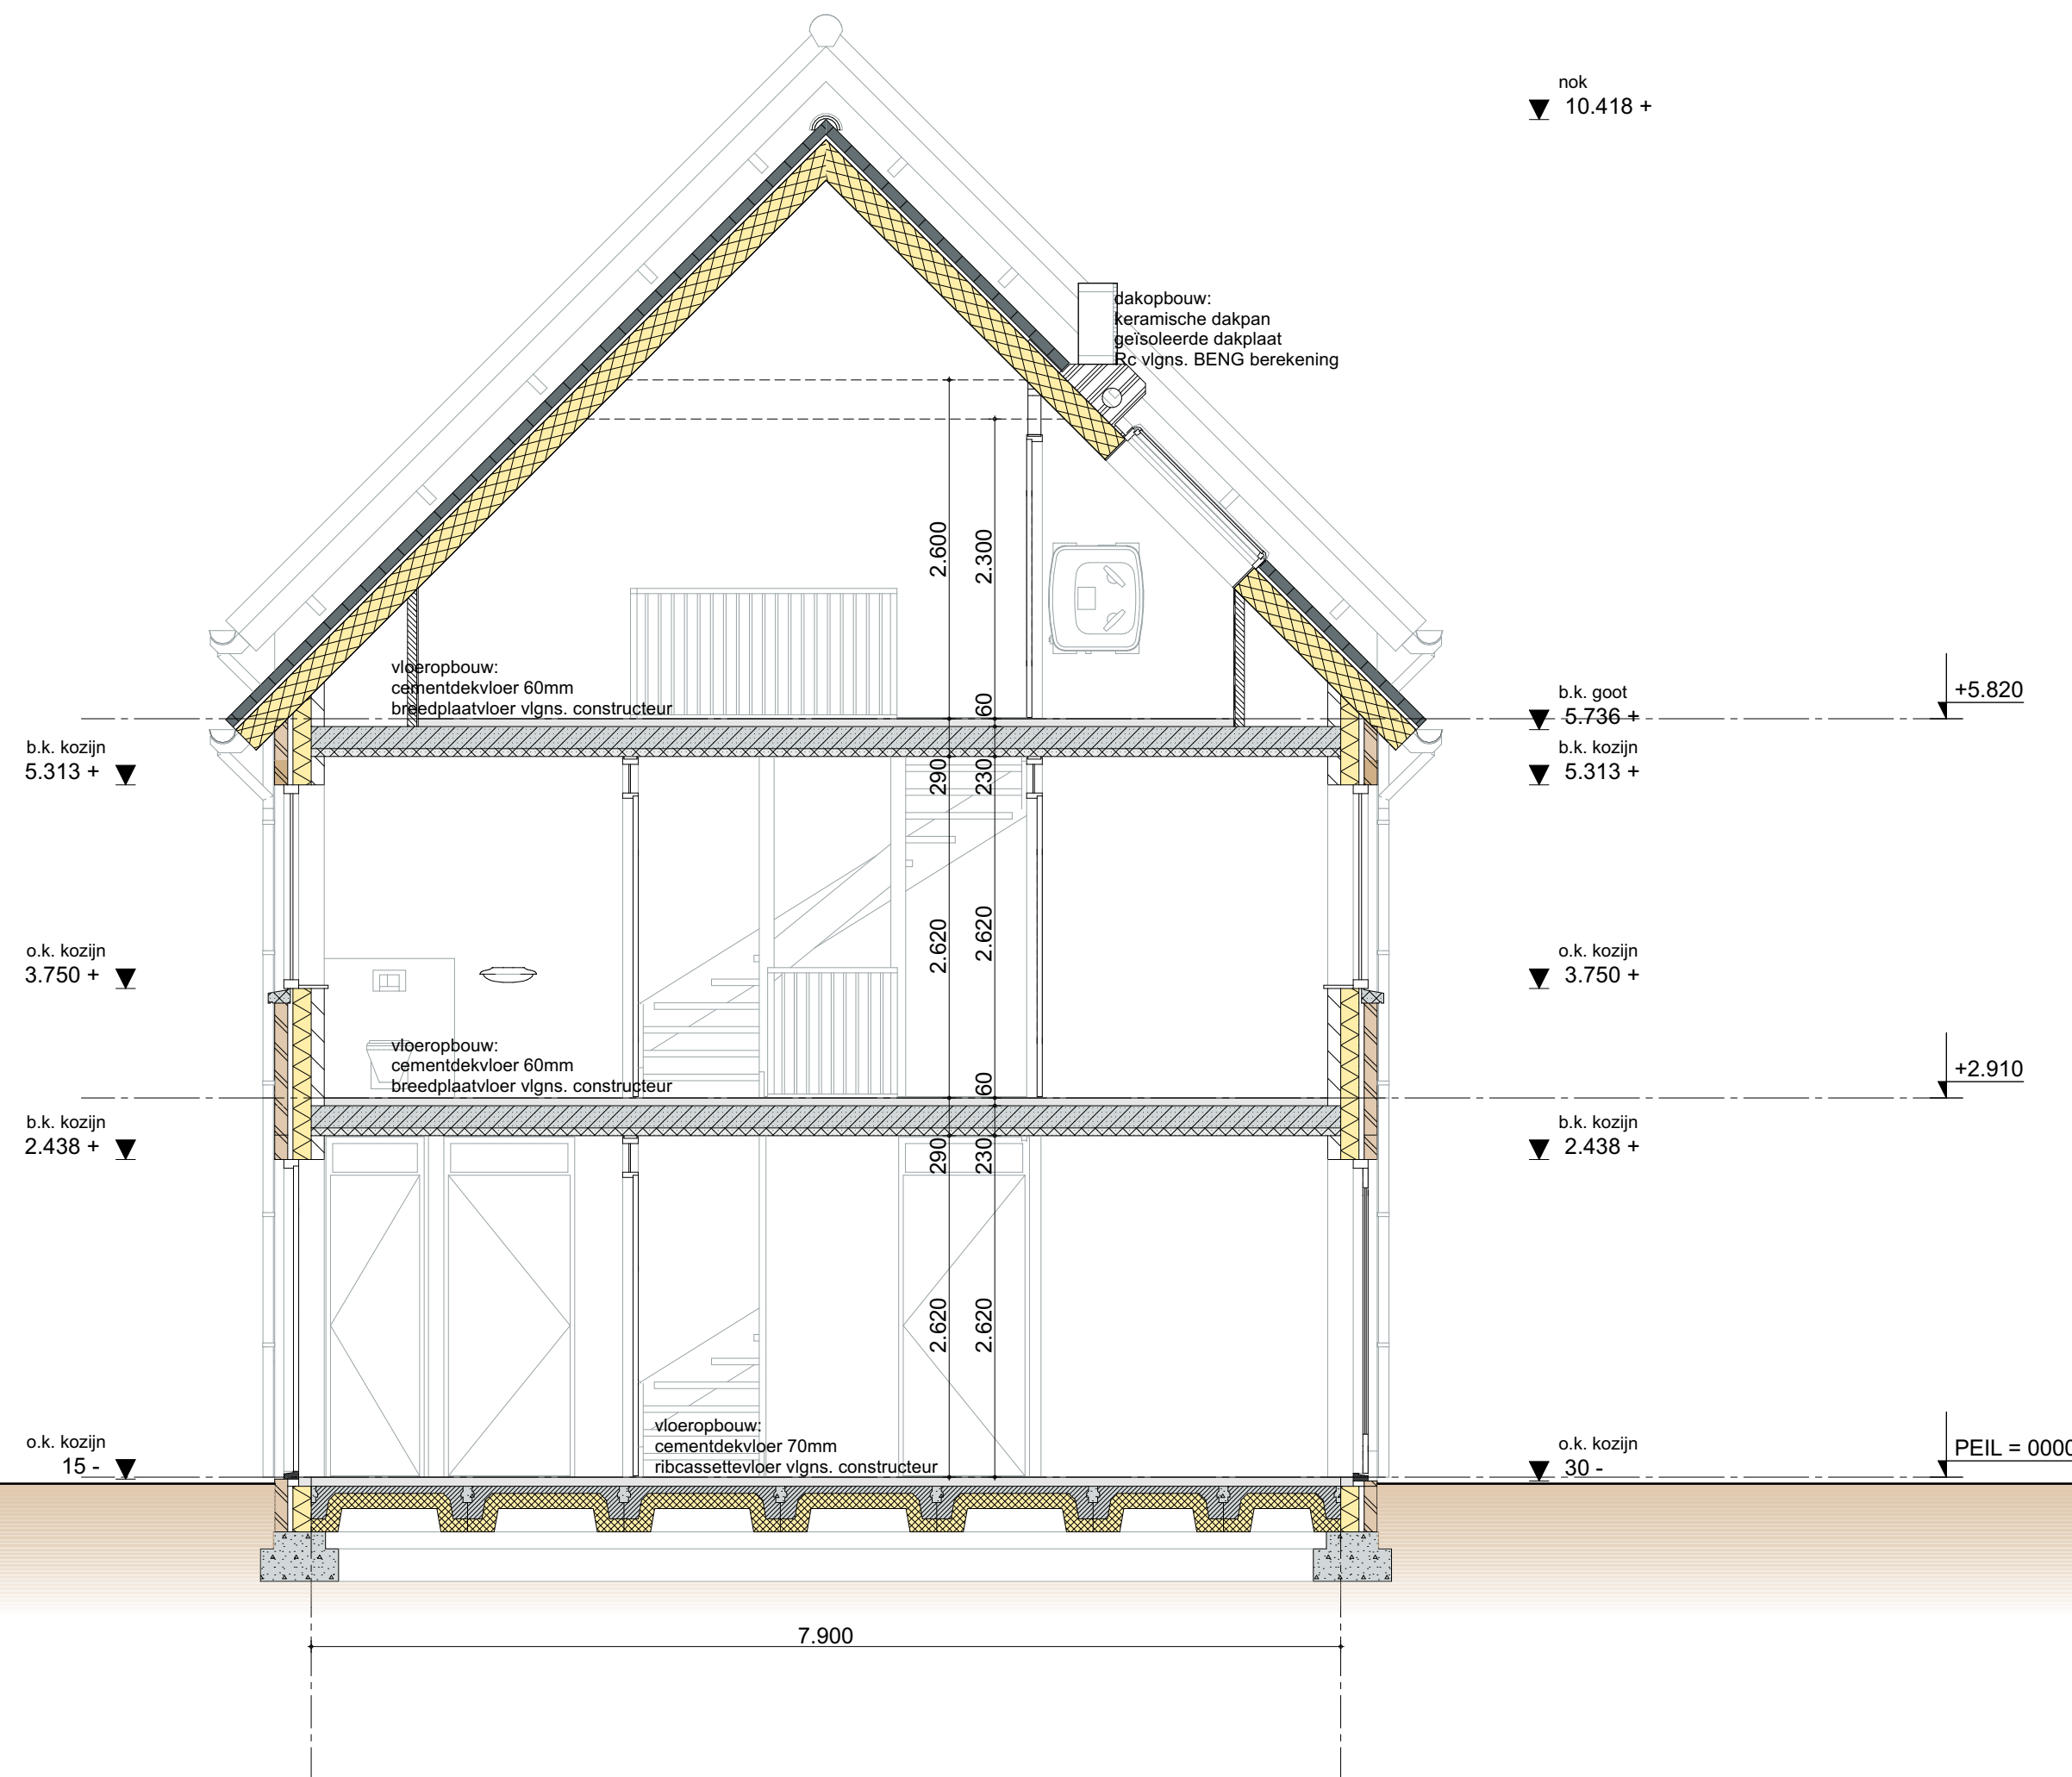 nok
10.418 +
dakopbouw:
keramische dakpan
geïsoleerde dakplaat
Rc vlgns. BENG berekening
2.600
2.300
vloeropbouw:
cementdekvloer 60mm
breedplaatvloer vlgns. constructeur
60
b.k. goot
5.736 +
+5.820
b.k. kozijn
5.313 +
290
230
b.k. kozijn
5.313 +
o.k. kozijn
3.750 +
2.620
2.620
o.k. kozijn
3.750 +
vloeropbouw:
cementdekvloer 60mm
breedplaatvloer vlgns. constructeur
60
+2.910
b.k. kozijn
2.438 +
290
230
b.k. kozijn
2.438 +
2.620
2.620
vloeropbouw:
cementdekvloer 70mm
ribcassettevloer vlgns. constructeur
o.k. kozijn
15 -
o.k. kozijn
30 -
PEIL = 0000
7.900